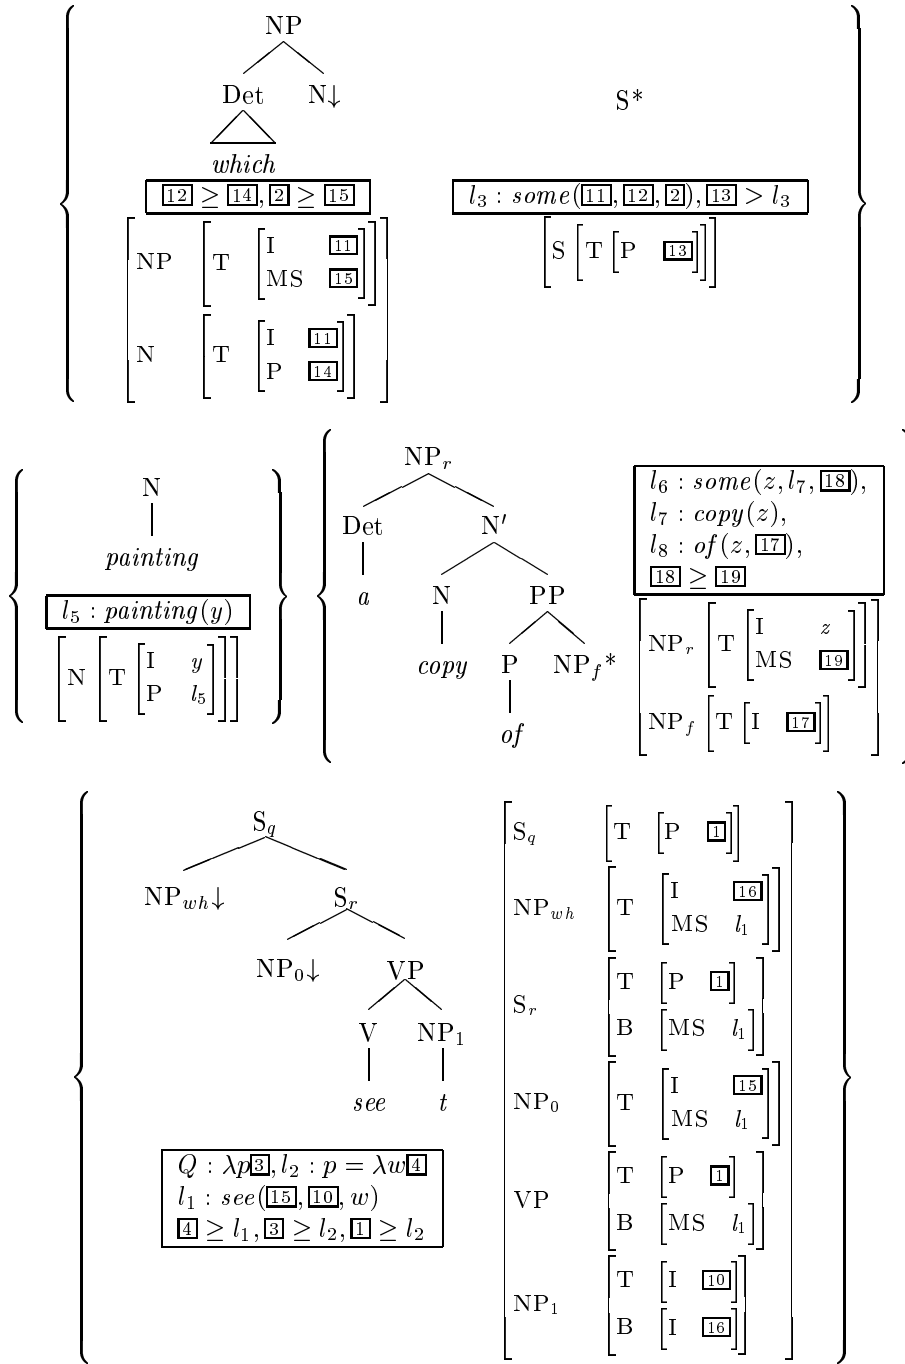 NP
Det N↓
S*
which
12 ≥ 14, 2 ≥ 15
l3 : some(11, 12, 2), 13 > l3
NP [T [I 11
MS 15]]
S [T [P 13]]
N [T [I 11
P 14]]
N
painting
l5 : painting(y)
N [T [I y
P l5]]
NPr
Det N′
a N PP
copy P NPf*
of
l6 : some(z, l7, 18),
l7 : copy(z),
l8 : of(z, 17),
18 ≥ 19
NPr [T [I z
MS 19]]
NPf [T [I 17]]
Sq
NPwh↓ Sr
NP0↓ VP
V NP1
see t
Q : λp3, l2 : p = λw4
l1 : see(15, 10, w)
4 ≥ l1, 3 ≥ l2, 1 ≥ l2
Sq [T [P 1]]
NPwh [T [I 16
MS l1]]
Sr [T [P 1]
B [MS l1]]
NP0 [T [I 15
MS l1]]
VP [T [P 1]
B [MS l1]]
NP1 [T [I 10]
B [I 16]]